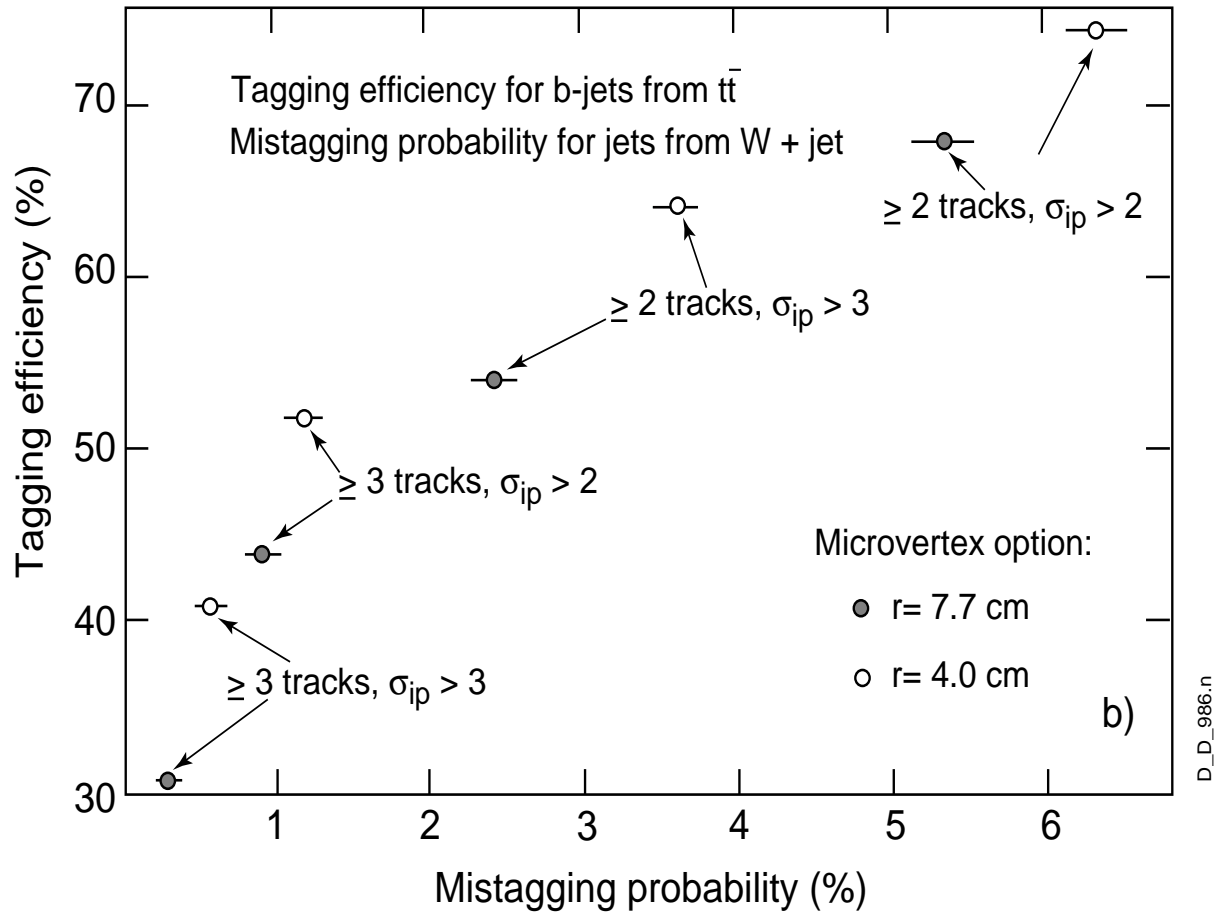 Tagging efficiency for b-jets from tt̄
Mistagging probability for jets from W + jet
≥ 2 tracks, σip > 2
≥ 2 tracks, σip > 3
≥ 3 tracks, σip > 2
≥ 3 tracks, σip > 3
Microvertex option:
r= 7.7 cm
r= 4.0 cm
b)
D_D_986.n
Tagging efficiency (%)
70
60
50
40
30
1 2 3 4 5 6
Mistagging probability (%)